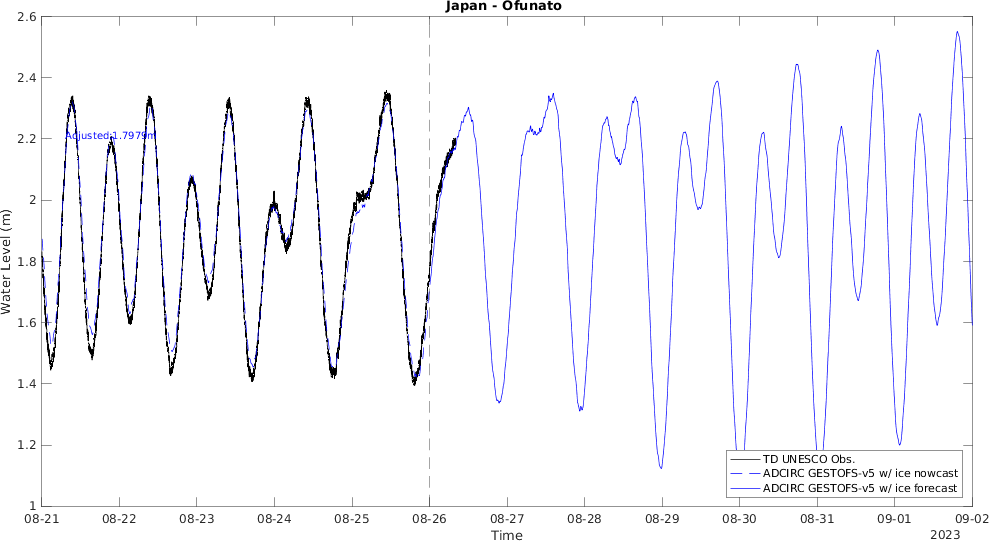 Japan - Ofunato
Water Level (m)
2.6
2.4
2.2
2
1.8
1.6
1.4
1.2
1
Adjusted:1.7979m
TD UNESCO Obs.
ADCIRC GESTOFS-v5 w/ ice nowcast
ADCIRC GESTOFS-v5 w/ ice forecast
08-21 08-22 08-23 08-24 08-25 08-26 08-27 08-28 08-29 08-30 08-31 09-01 09-02
Time
2023